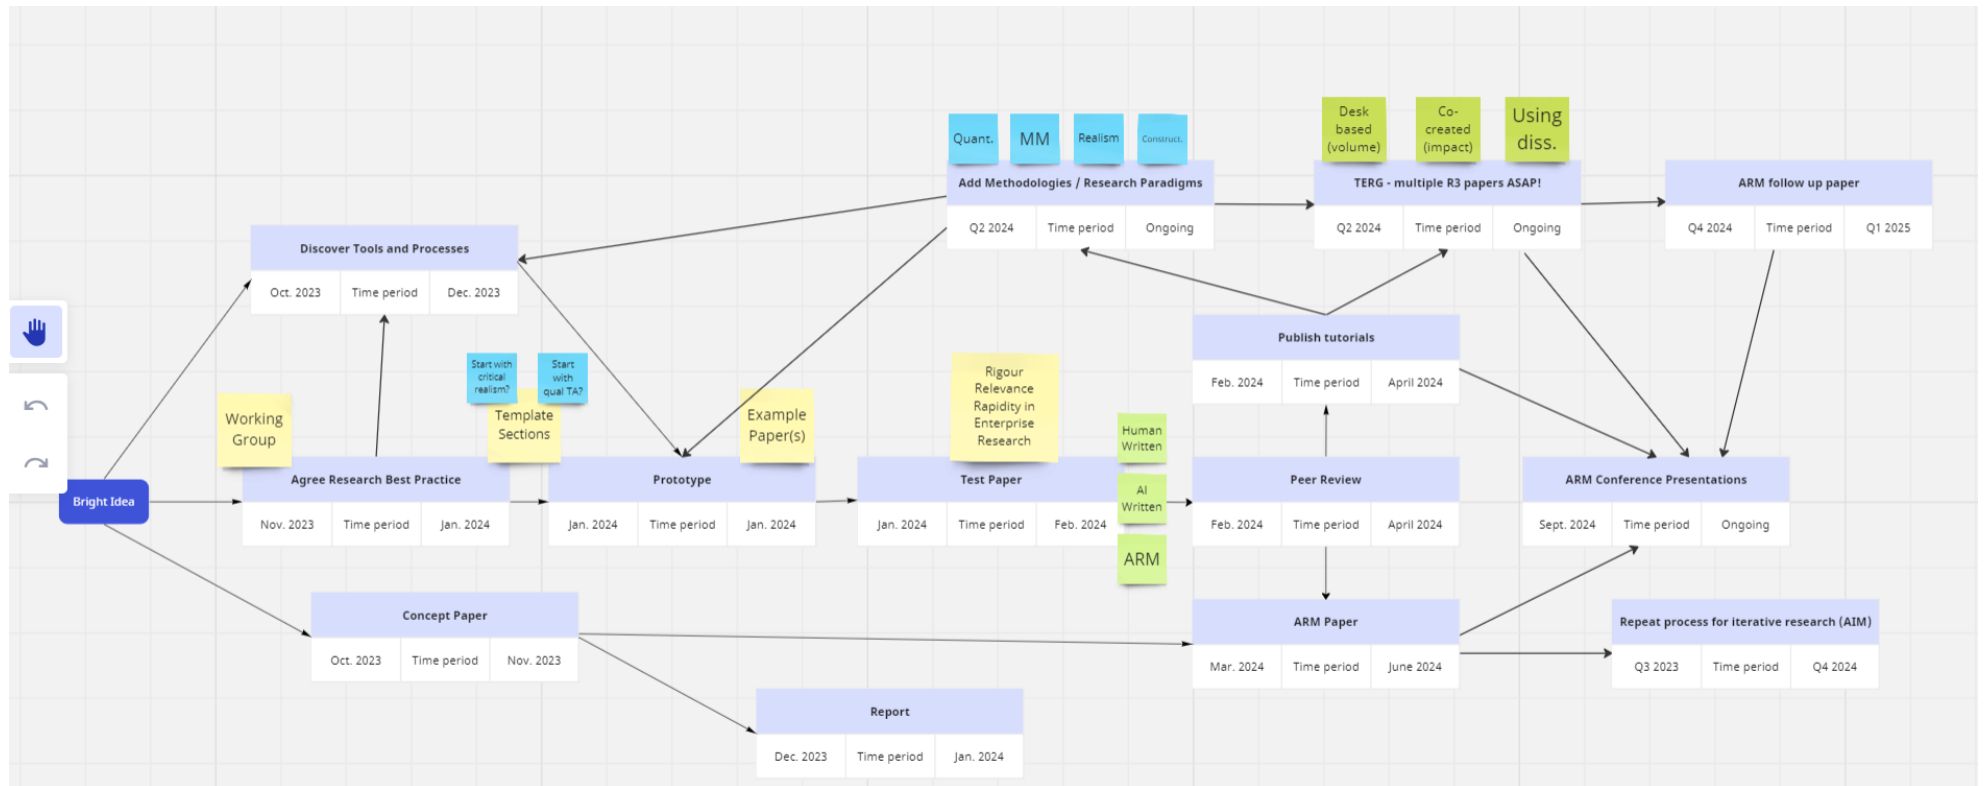 Quant.
MM
Realism
Construct.
Desk
based
(volume)
Co-
created
(impact)
Using
diss.
Add Methodologies / Research Paradigms
Q2 2024
Time period
Ongoing
TERG - multiple R3 papers ASAP!
Q2 2024
Time period
Ongoing
ARM follow up paper
Q4 2024
Time period
Q1 2025
Discover Tools and Processes
Oct. 2023
Time period
Dec. 2023
Publish tutorials
Feb. 2024
Time period
April 2024
Start with
critical
realism?
Start
with
qual TA?
Working
Group
Template
Sections
Example
Paper(s)
Rigour
Relevance
Rapidity in
Enterprise
Research
Human
Written
AI
Written
ARM
Bright Idea
Agree Research Best Practice
Nov. 2023
Time period
Jan. 2024
Prototype
Jan. 2024
Time period
Jan. 2024
Test Paper
Jan. 2024
Time period
Feb. 2024
Peer Review
Feb. 2024
Time period
April 2024
ARM Conference Presentations
Sept. 2024
Time period
Ongoing
Concept Paper
Oct. 2023
Time period
Nov. 2023
ARM Paper
Mar. 2024
Time period
June 2024
Repeat process for iterative research (AIM)
Q3 2023
Time period
Q4 2024
Report
Dec. 2023
Time period
Jan. 2024